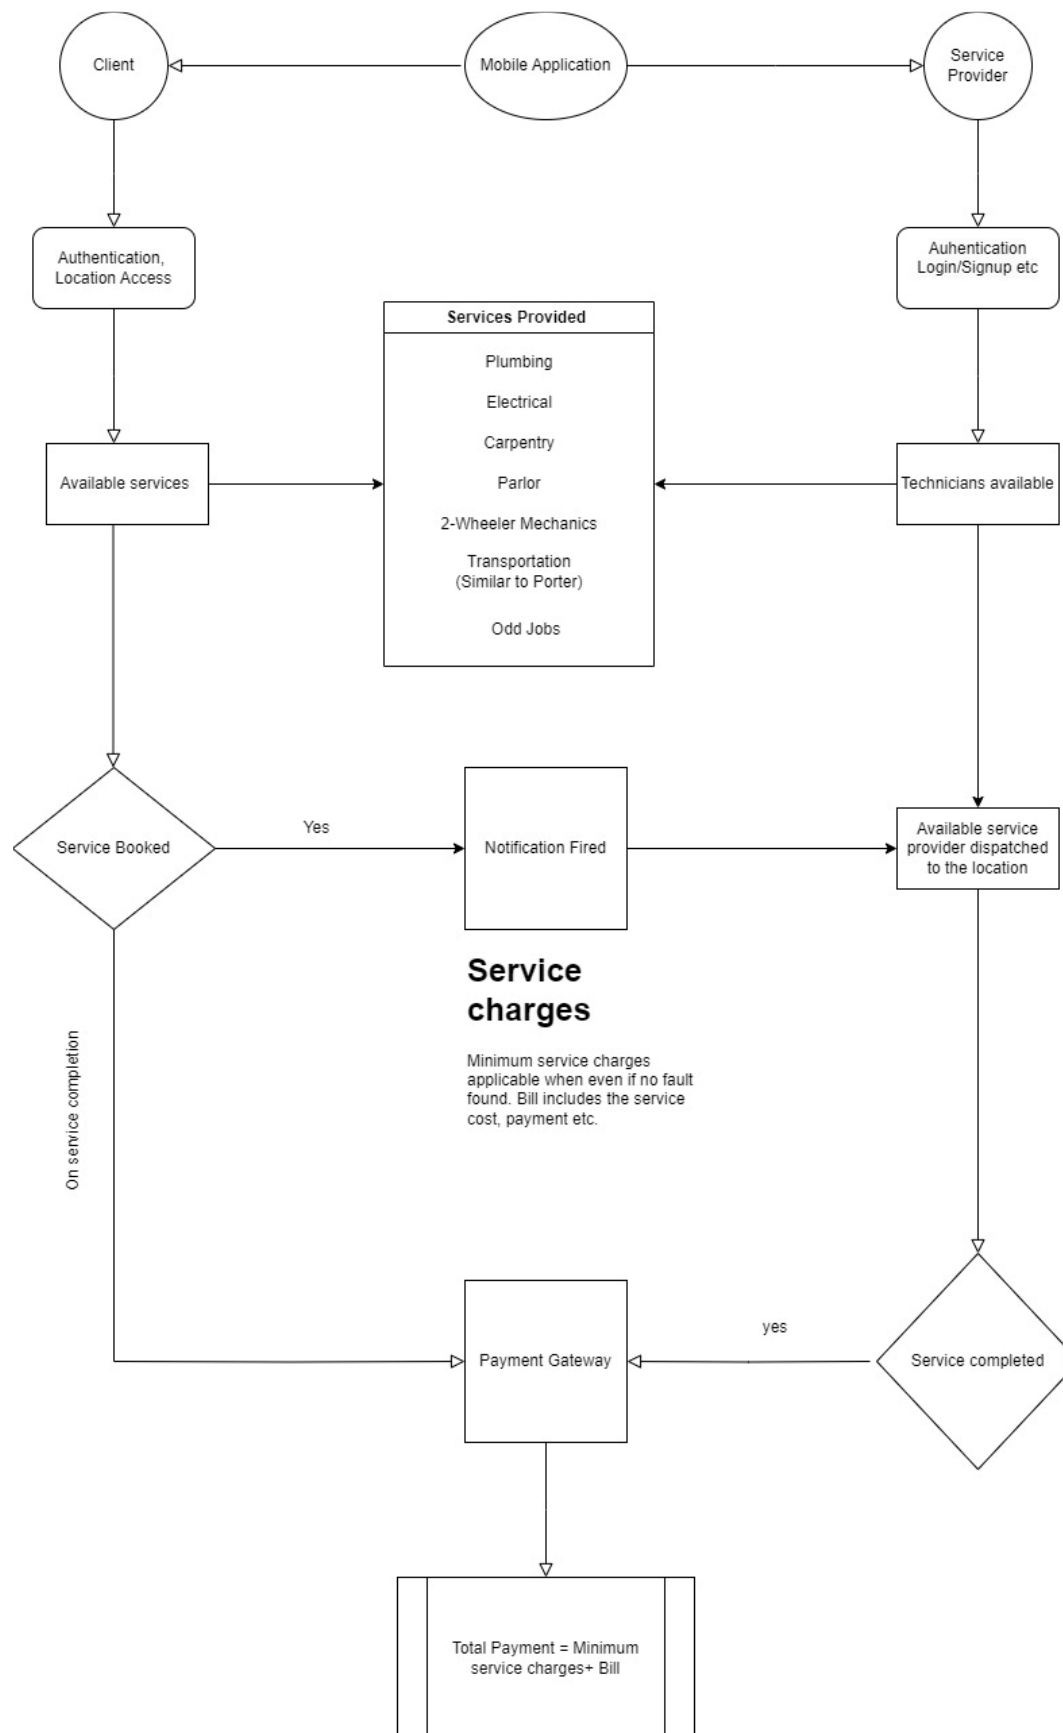 Client
Mobile Application
Service
Provider
Authentication,
Location Access
Auhentication
Login/Signup etc
Services Provided
Plumbing
Electrical
Carpentry
Parlor
2-Wheeler Mechanics
Transportation
(Similar to Porter)
Odd Jobs
Available services
Technicians available
Service Booked
Yes
Notification Fired
Available service
provider dispatched
to the location
Service
charges
Minimum service charges
applicable when even if no fault
found. Bill includes the service
cost, payment etc.
On service completion
Payment Gateway
yes
Service completed
Total Payment = Minimum
service charges+ Bill